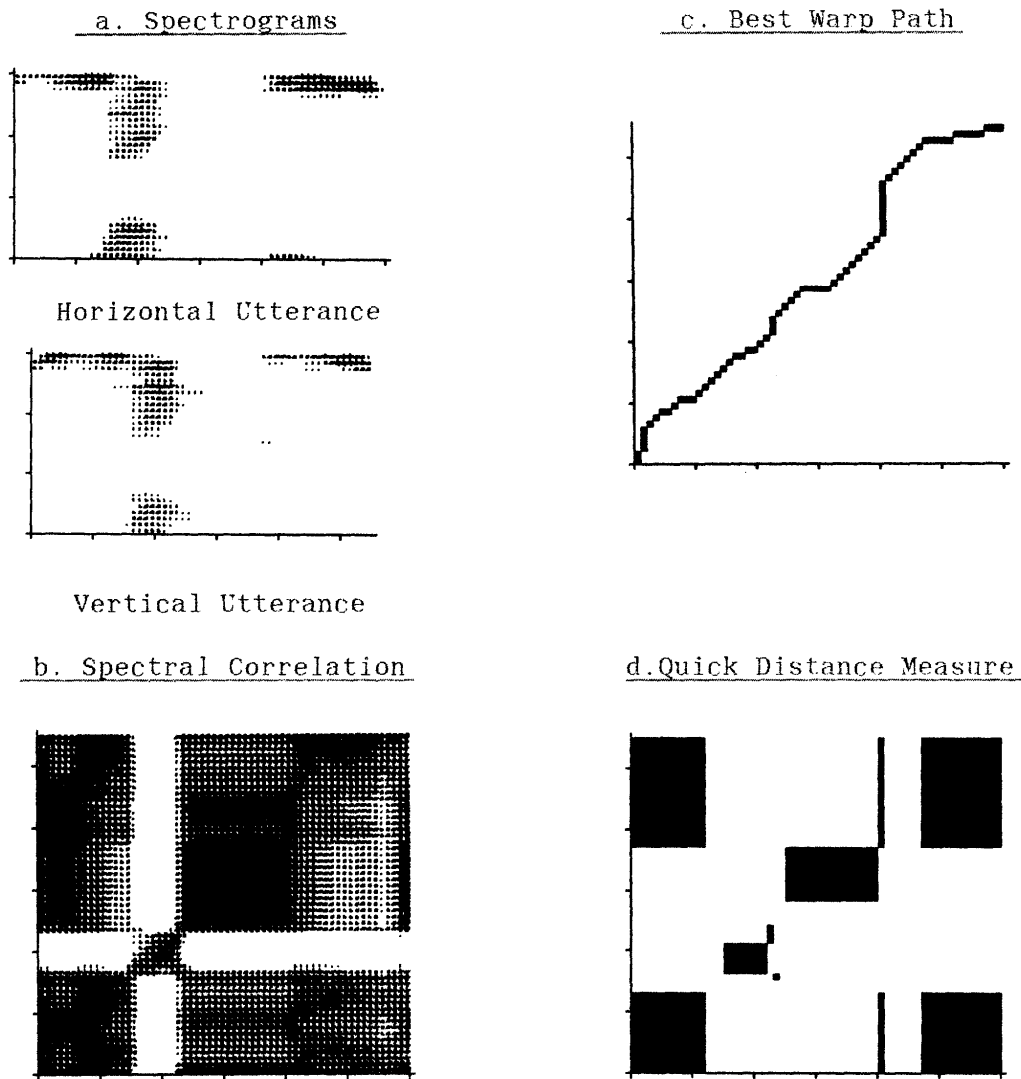 a. Spectrograms
c. Best Warp Path
Horizontal Utterance
Vertical Utterance
b. Spectral Correlation
d.Quick Distance Measure